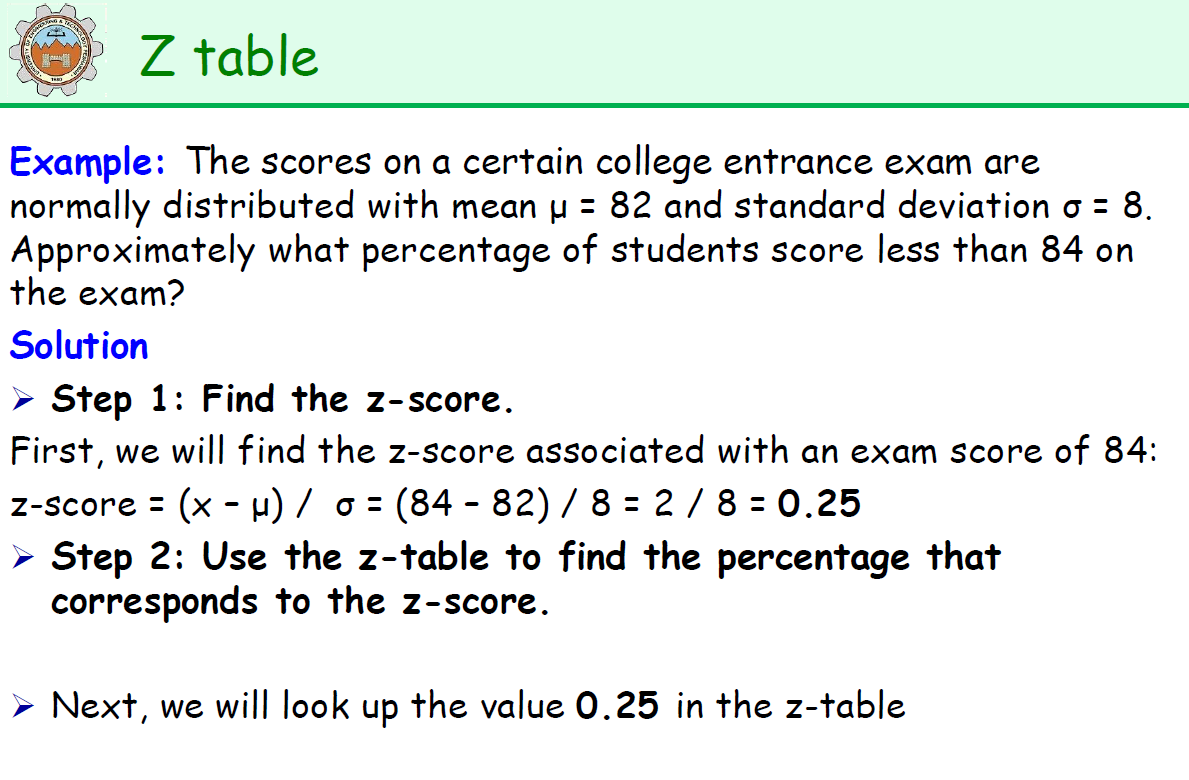 Z table
Example: The scores on a certain college entrance exam are
normally distributed with mean μ = 82 and standard deviation σ = 8.
Approximately what percentage of students score less than 84 on
the exam?
Solution
➢ Step 1: Find the z-score.
First, we will find the z-score associated with an exam score of 84:
z-score = (x – μ) / σ = (84 – 82) / 8 = 2 / 8 = 0.25
➢ Step 2: Use the z-table to find the percentage that
corresponds to the z-score.
➢ Next, we will look up the value 0.25 in the z-table